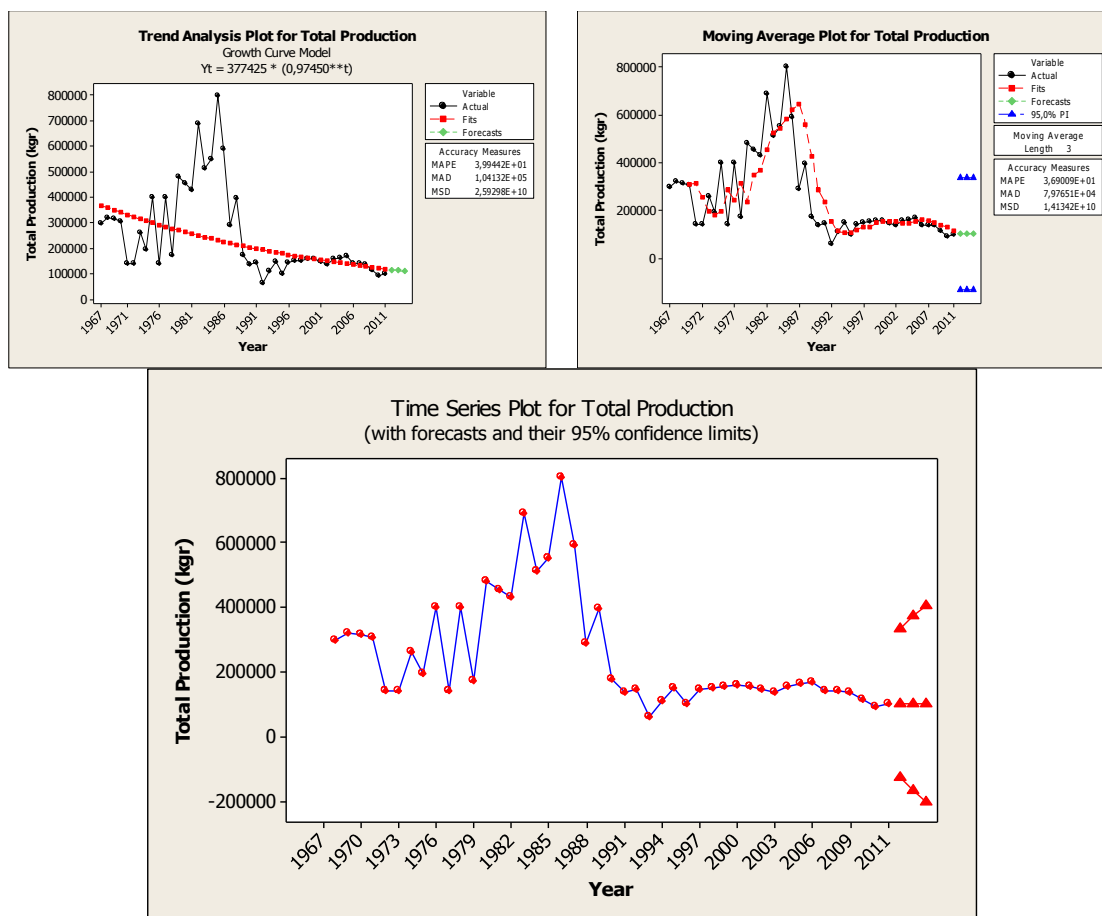 Trend Analysis Plot for Total Production
Growth Curve Model
Yt = 377425 * (0,97450**t)
800000
700000
600000
500000
400000
300000
200000
100000
0
Total Production (kgr)
1967
1971
1976
1981
1986
1991
1996
2001
2006
2011
Year
Variable
Actual
Fits
Forecasts
Accuracy Measures
MAPE 3,99442E+01
MAD 1,04132E+05
MSD 2,59298E+10
Moving Average Plot for Total Production
800000
600000
400000
200000
0
Total Production (kgr)
1967
1972
1977
1982
1987
1992
1997
2002
2007
2011
Year
Variable
Actual
Fits
Forecasts
95,0% PI
Moving Average
Length 3
Accuracy Measures
MAPE 3,69009E+01
MAD 7,97651E+04
MSD 1,41342E+10
Time Series Plot for Total Production
(with forecasts and their 95% confidence limits)
800000
600000
400000
200000
0
-200000
Total Production (kgr)
1967
1970
1973
1976
1979
1982
1985
1988
1991
1994
1997
2000
2003
2006
2009
2011
Year